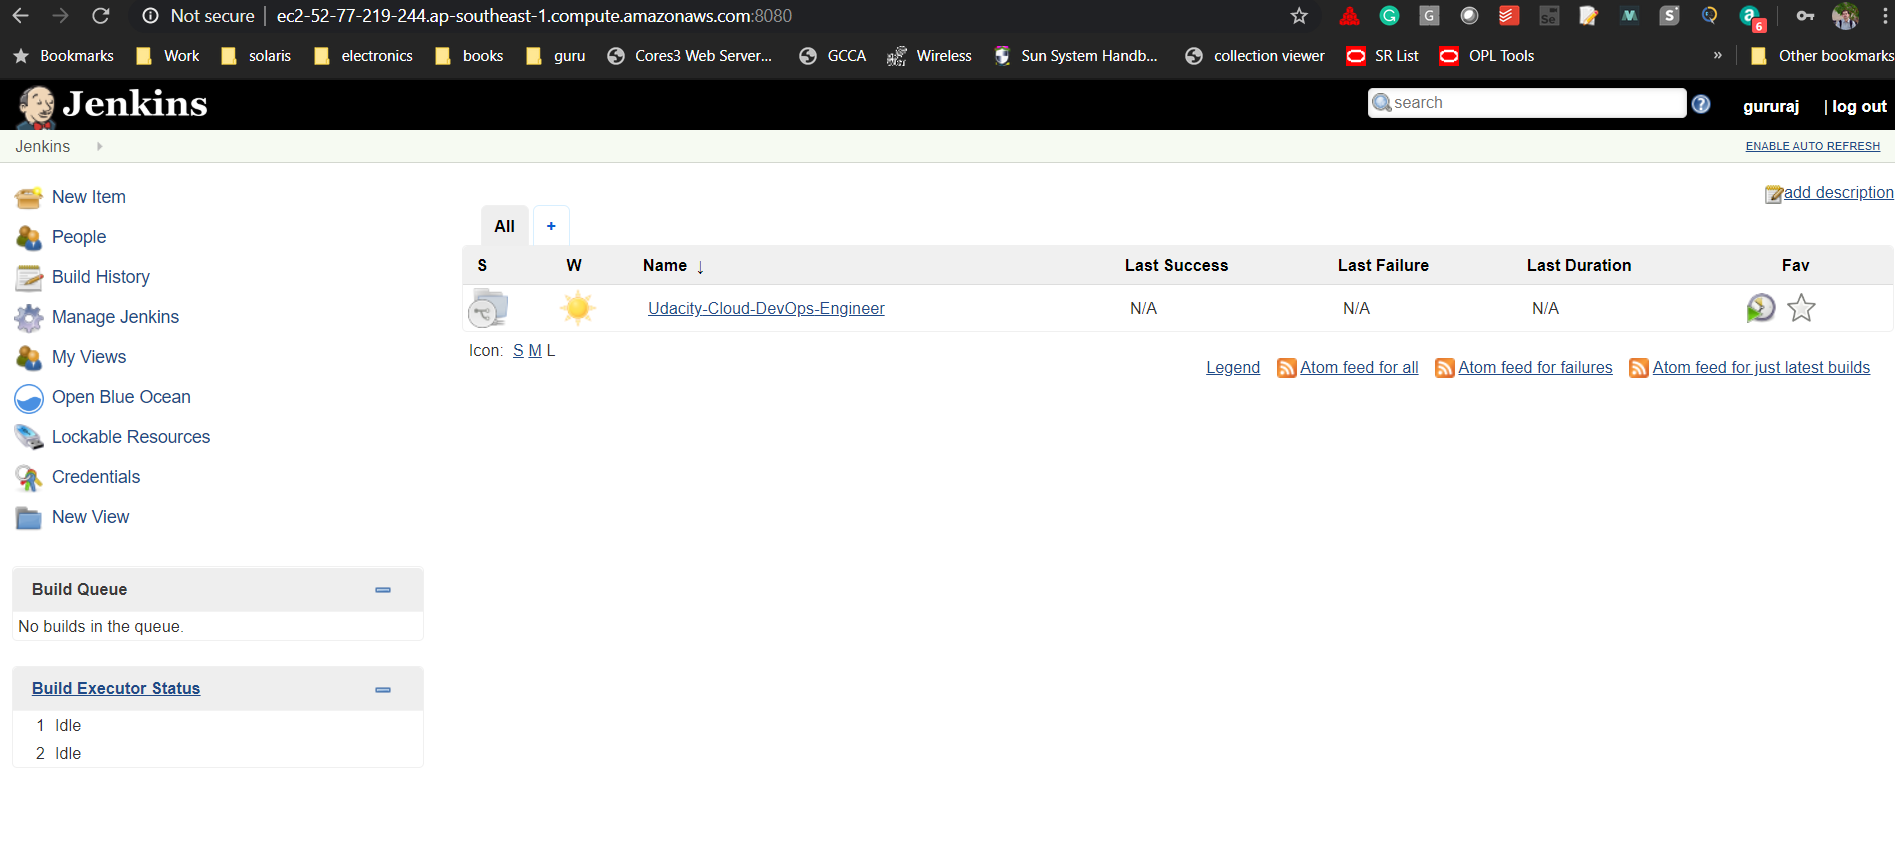 Not secure | ec2-52-77-219-244.ap-southeast-1.compute.amazonaws.com:8080
6
Bookmarks Work solaris electronics books guru Cores3 Web Server... GCCA Wireless Sun System Handb... collection viewer SR List OPL Tools » Other bookmarks
Jenkins search ? gururaj | log out
Jenkins ENABLE AUTO REFRESH
add description
New Item
People
Build History
Manage Jenkins
My Views
Open Blue Ocean
Lockable Resources
Credentials
New View
All +
S W Name ↓ Last Success Last Failure Last Duration Fav
Udacity-Cloud-DevOps-Engineer N/A N/A N/A
Icon: S M L
Legend Atom feed for all Atom feed for failures Atom feed for just latest builds
Build Queue
No builds in the queue.
Build Executor Status
1 Idle
2 Idle